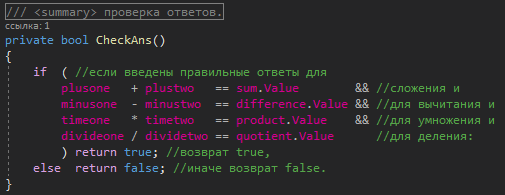 /// <summary> проверка ответов.
ссылка: 1
private bool CheckAns()
{
if ( //если введены правильные ответы для
plusone + plustwo == sum.Value && //сложения и
minusone - minustwo == difference.Value && //для вычитания и
timeone * timetwo == product.Value && //для умножения и
divideone / dividetwo == quotient.Value //для деления:
) return true; //возврат true,
else return false; //иначе возврат false.
}